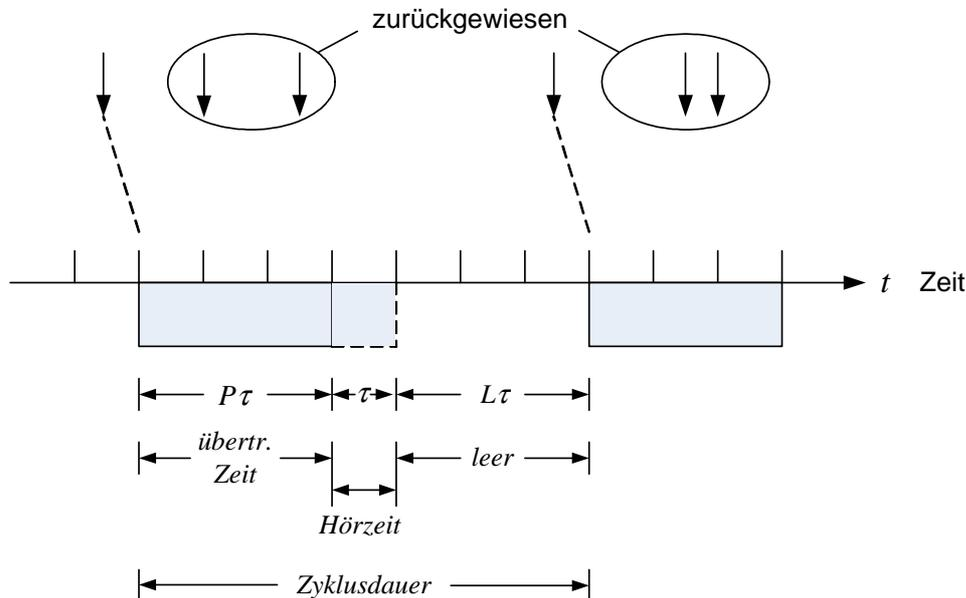 zurückgewiesen
t Zeit
Pτ
τ
Lτ
übertr.
Zeit
leer
Hörzeit
Zyklusdauer